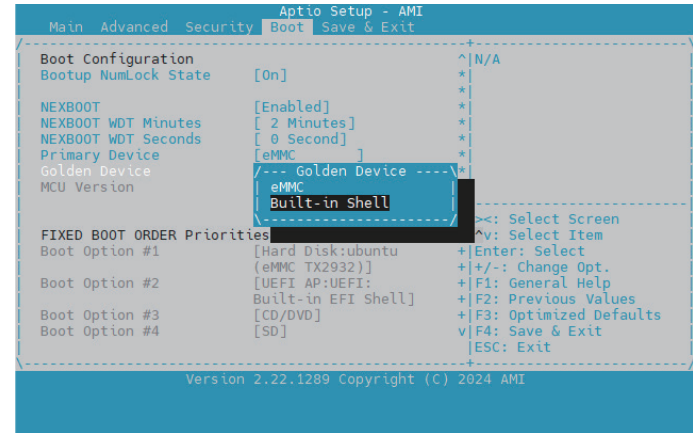 Aptio Setup - AMI
Main Advanced Security Boot Save & Exit
Boot Configuration ^|N/A
Bootup NumLock State [On] *|
*|
NEXBOOT [Enabled] *|
NEXBOOT WDT Minutes [ 2 Minutes] *|
NEXBOOT WDT Seconds [ 0 Second] *|
Primary Device [eMMC ] *|
Golden Device /--- Golden Device ----\*|
MCU Version | eMMC |
| Built-in Shell |
\----------------------/ ><: Select Screen
FIXED BOOT ORDER Priorities ^v: Select Item
Boot Option #1 [Hard Disk:ubuntu +|Enter: Select
(eMMC TX2932)] +|+/-: Change Opt.
Boot Option #2 [UEFI AP:UEFI: +|F1: General Help
Built-in EFI Shell] +|F2: Previous Values
Boot Option #3 [CD/DVD] +|F3: Optimized Defaults
Boot Option #4 [SD] v|F4: Save & Exit
|ESC: Exit
Version 2.22.1289 Copyright (C) 2024 AMI